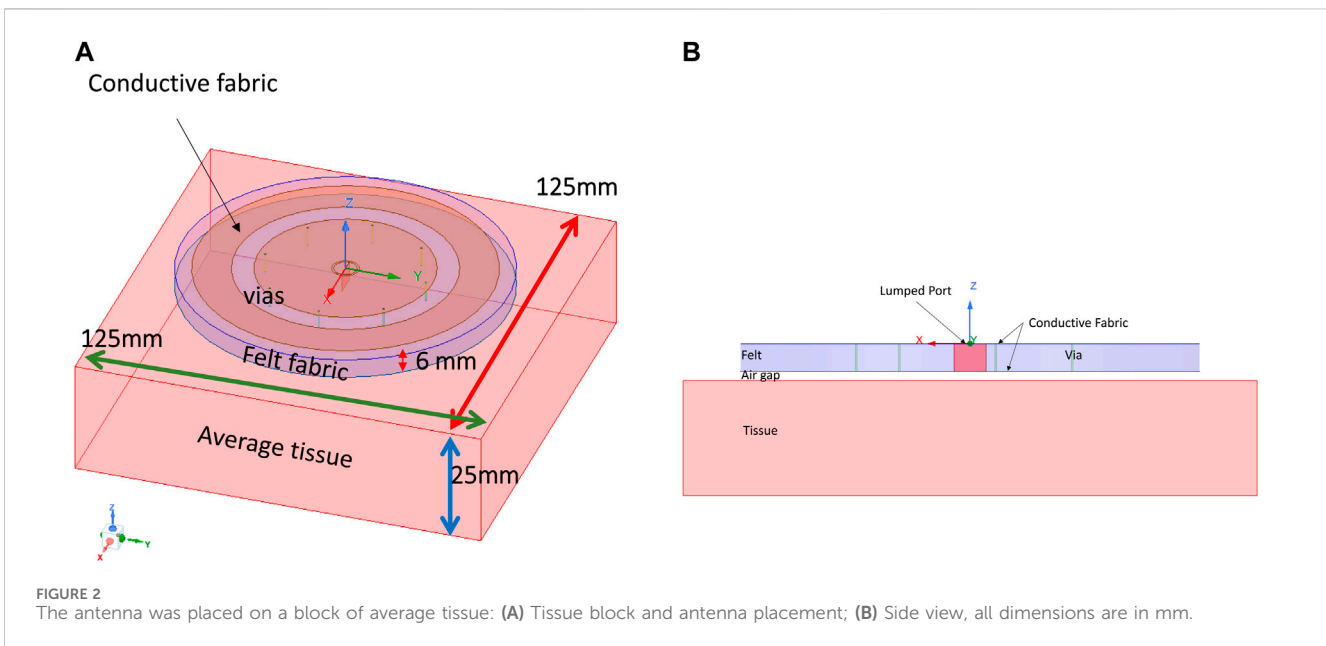 A
Conductive fabric
125mm
Z
Y
X
vias
125mm
Felt fabric
6 mm
Average tissue
25mm
Z
Y
X
B
Lumped Port
Z
Conductive Fabric
X
Y
Felt
Via
Air gap
Tissue
FIGURE 2
The antenna was placed on a block of average tissue: (A) Tissue block and antenna placement; (B) Side view, all dimensions are in mm.